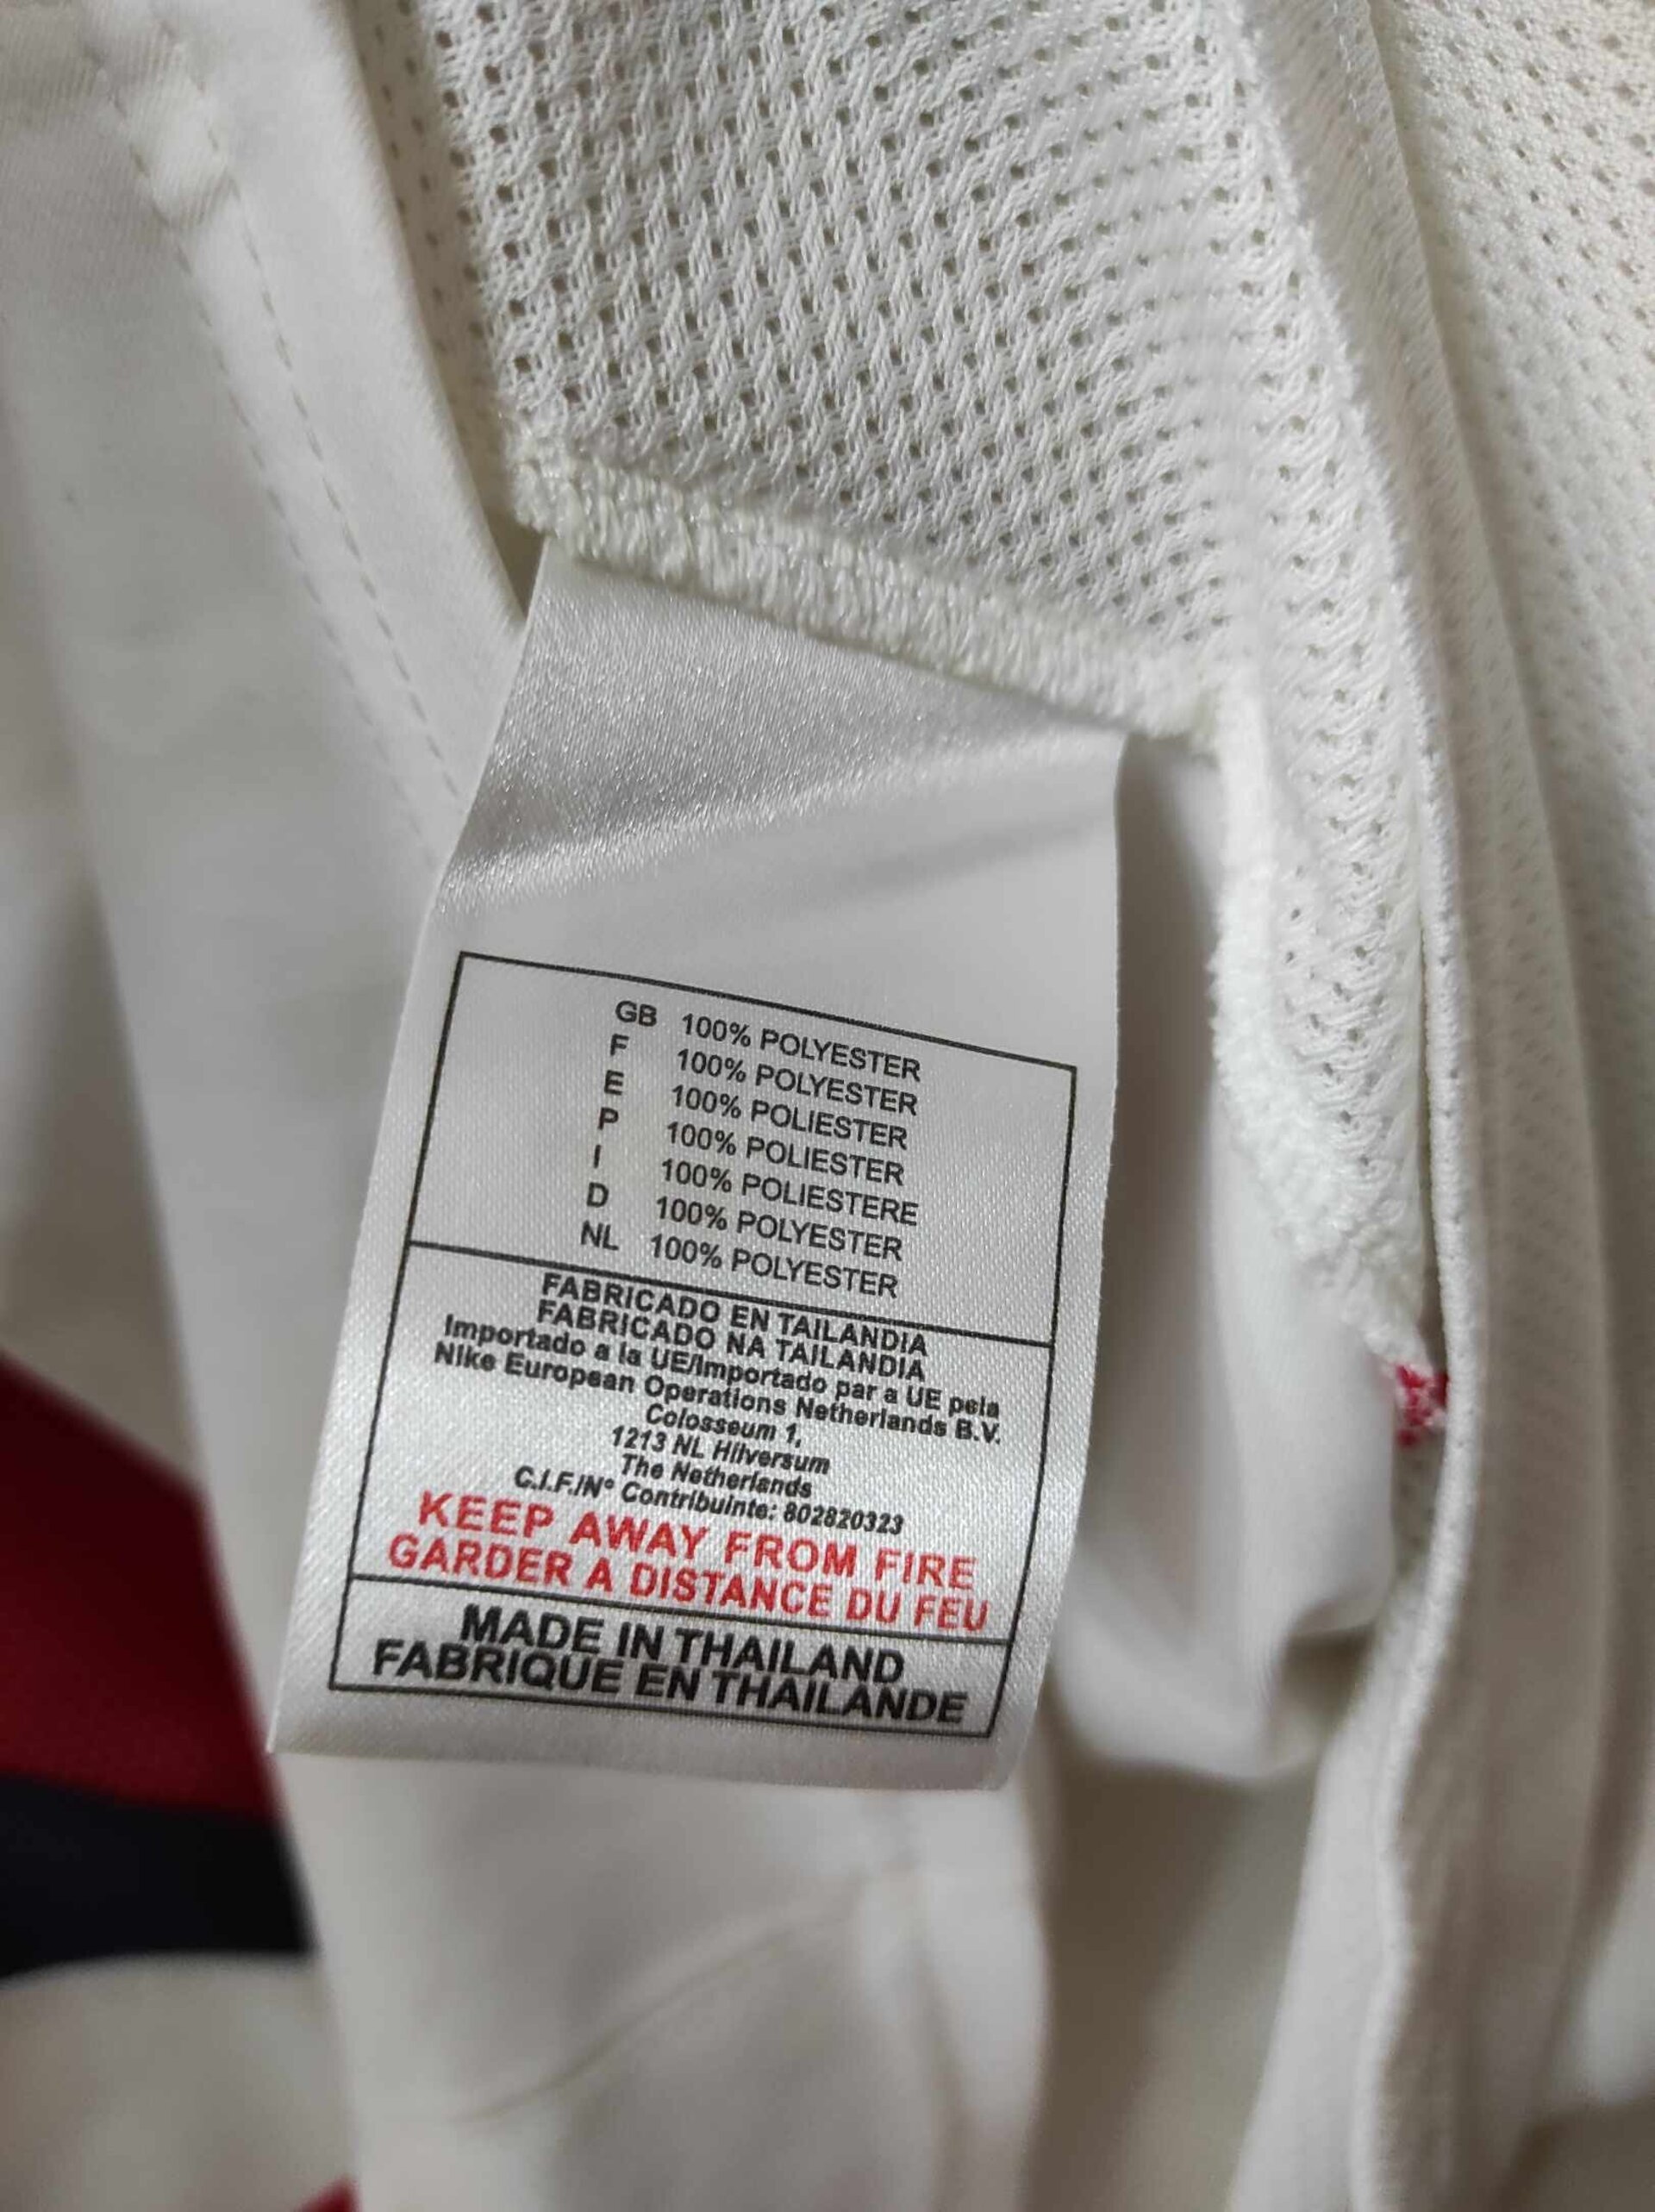 GB 100% POLYESTER
F 100% POLYESTER
E 100% POLIESTER
P 100% POLIESTER
I 100% POLIESTERE
D 100% POLYESTER
NL 100% POLYESTER
FABRICADO EN TAILANDIA
FABRICADO NA TAILANDIA
Importado a la UE/Importado par a UE pela
Nike European Operations Netherlands B.V.
Colosseum 1,
1213 NL Hilversum
The Netherlands
C.I.F./Nº Contribuinte: 802820323
KEEP AWAY FROM FIRE
GARDER A DISTANCE DU FEU
MADE IN THAILAND
FABRIQUE EN THAILANDE